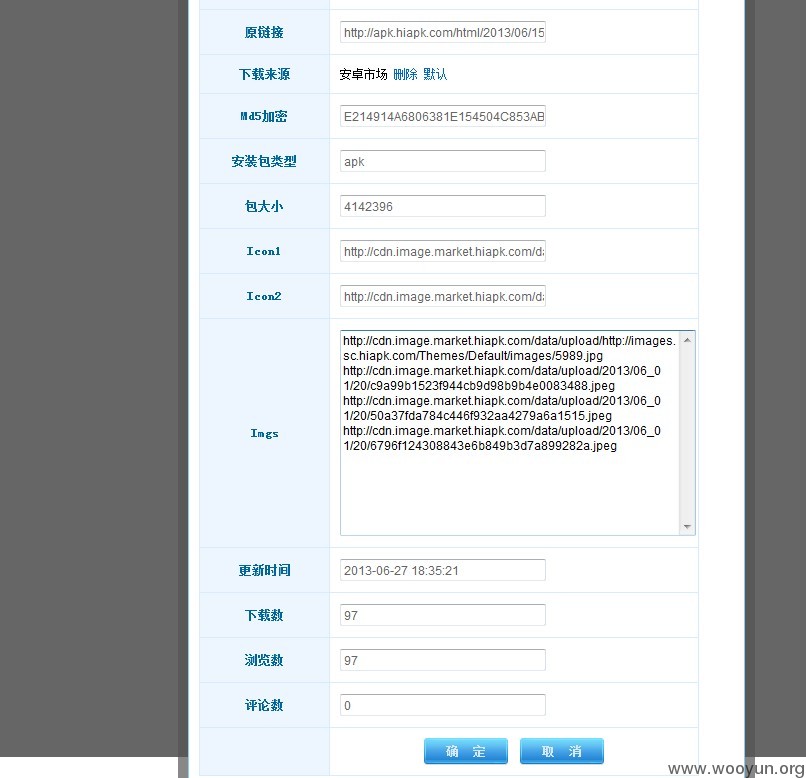 原链接 http://apk.hiapk.com/html/2013/06/15
下载来源 安卓市场 删除 默认
Md5加密 E214914A6806381E154504C853AB
安装包类型 apk
包大小 4142396
Icon1 http://cdn.image.market.hiapk.com/da
Icon2 http://cdn.image.market.hiapk.com/da
Imgs
http://cdn.image.market.hiapk.com/data/upload/http://images.
sc.hiapk.com/Themes/Default/images/5989.jpg
http://cdn.image.market.hiapk.com/data/upload/2013/06_0
1/20/c9a99b1523f944cb9d98b9b4e0083488.jpeg
http://cdn.image.market.hiapk.com/data/upload/2013/06_0
1/20/50a37fda784c446f932aa4279a6a1515.jpeg
http://cdn.image.market.hiapk.com/data/upload/2013/06_0
1/20/6796f124308843e6b849b3d7a899282a.jpeg
更新时间 2013-06-27 18:35:21
下载数 97
浏览数 97
评论数 0
确 定 取 消
www.wooyun.org